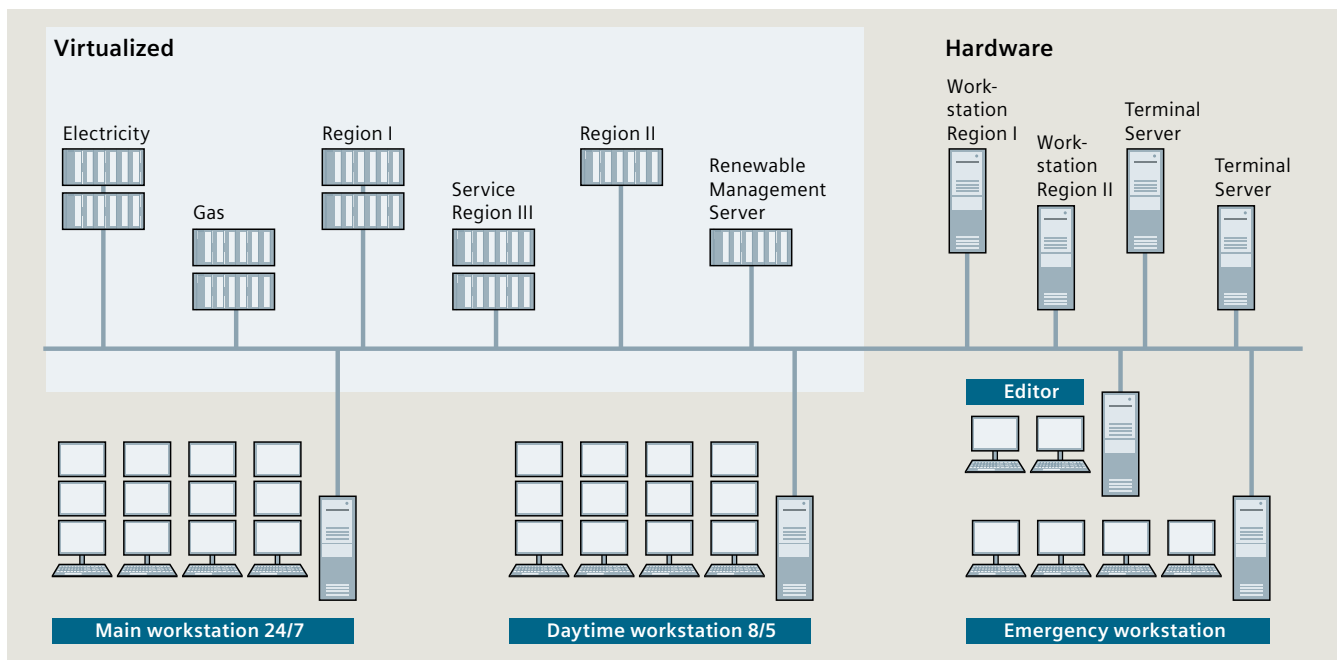 Virtualized
Hardware
Electricity
Gas
Region I
Service
Region III
Region II
Renewable
Management
Server
Work-
station
Region I
Work-
station
Region II
Terminal
Server
Terminal
Server
Editor
Main workstation 24/7
Daytime workstation 8/5
Emergency workstation